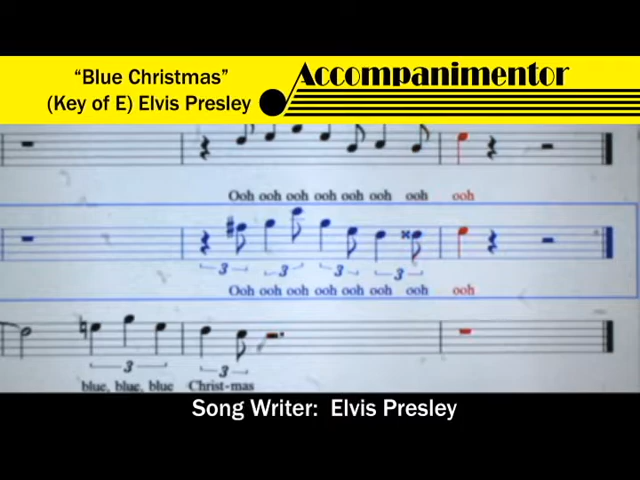 “Blue Christmas”
(Key of E) Elvis Presley
Accompanimentor
Ooh ooh ooh ooh ooh ooh ooh ooh
3 3 3 3
Ooh ooh ooh ooh ooh ooh ooh ooh
3 3
blue, blue, blue Christ-mas
Song Writer: Elvis Presley